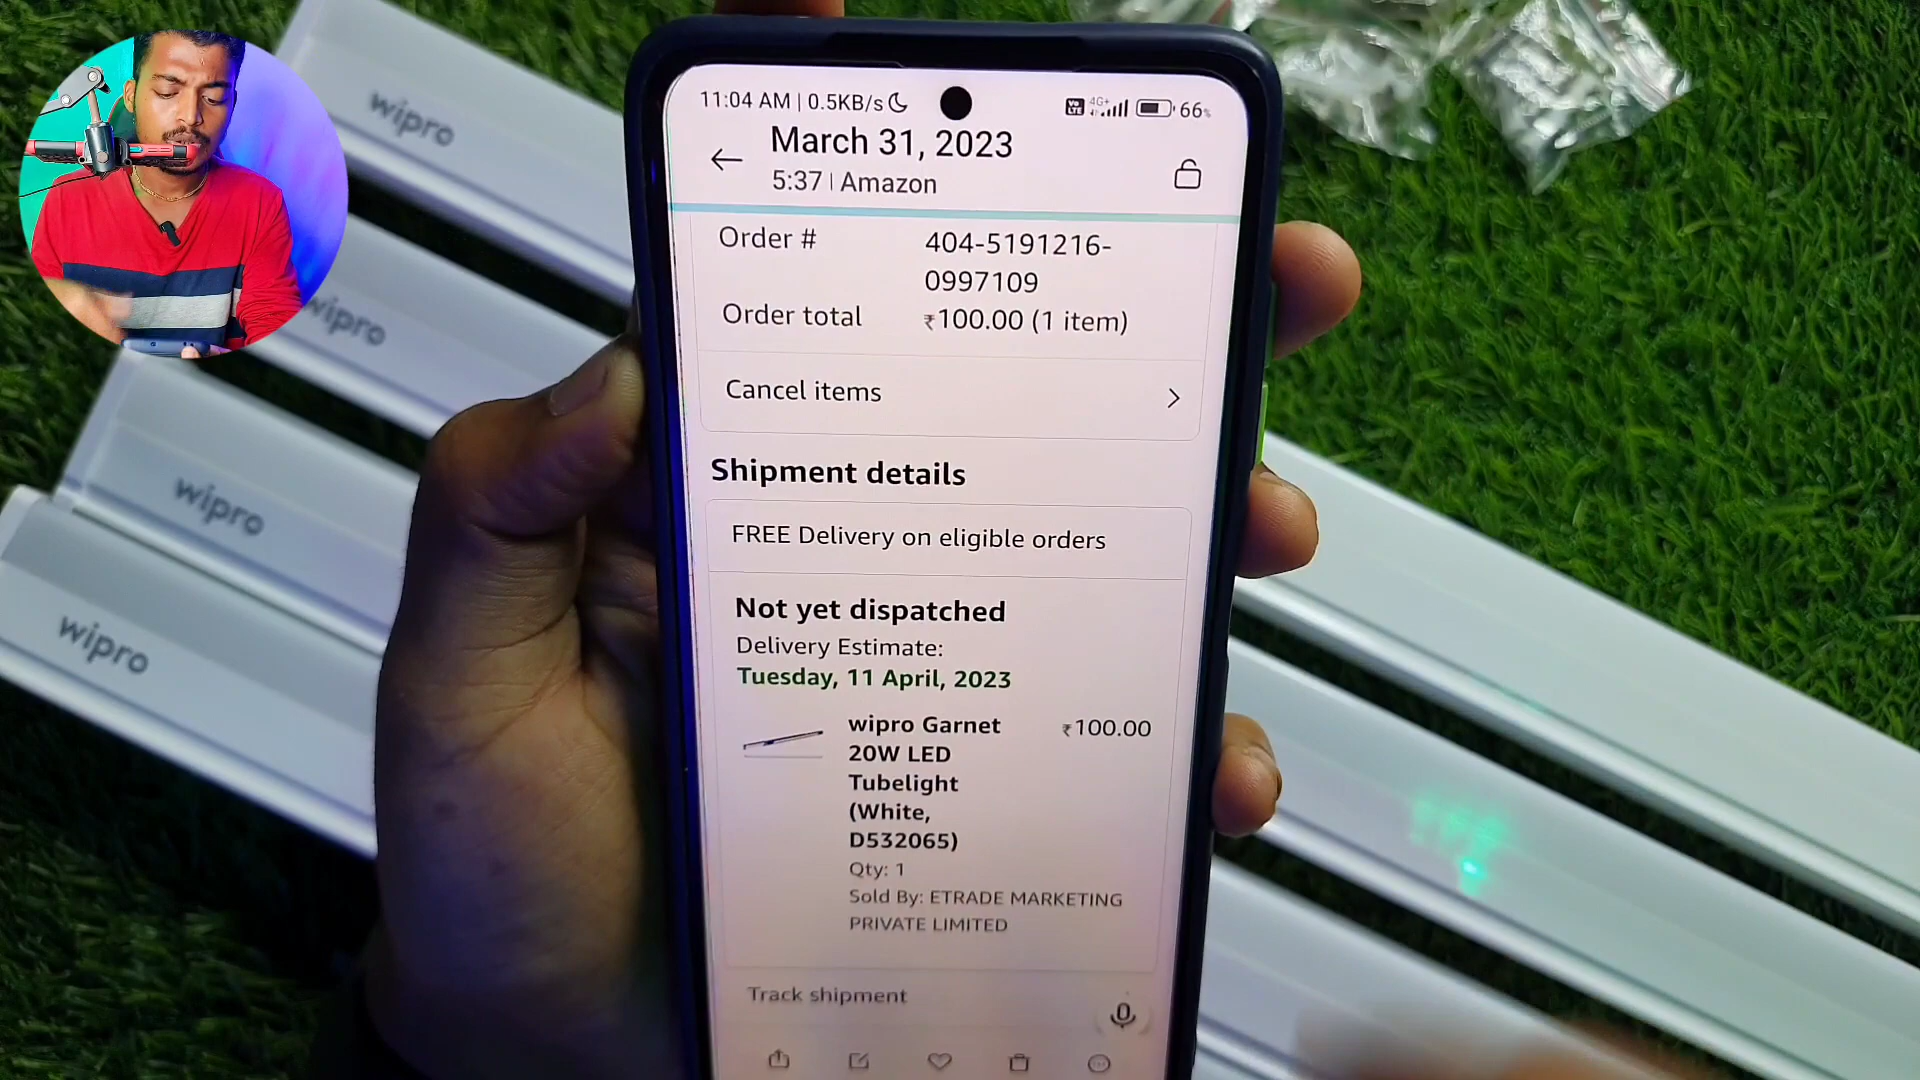 wipro
wipro
wipro
wipro
11:04 AM | 0.5KB/s
4G+
66%
March 31, 2023
5:37 | Amazon
Order # 404-5191216-
0997109
Order total ₹100.00 (1 item)
Cancel items
Shipment details
FREE Delivery on eligible orders
Not yet dispatched
Delivery Estimate:
Tuesday, 11 April, 2023
wipro Garnet ₹100.00
20W LED
Tubelight
(White,
D532065)
Qty: 1
Sold By: ETRADE MARKETING
PRIVATE LIMITED
Track shipment